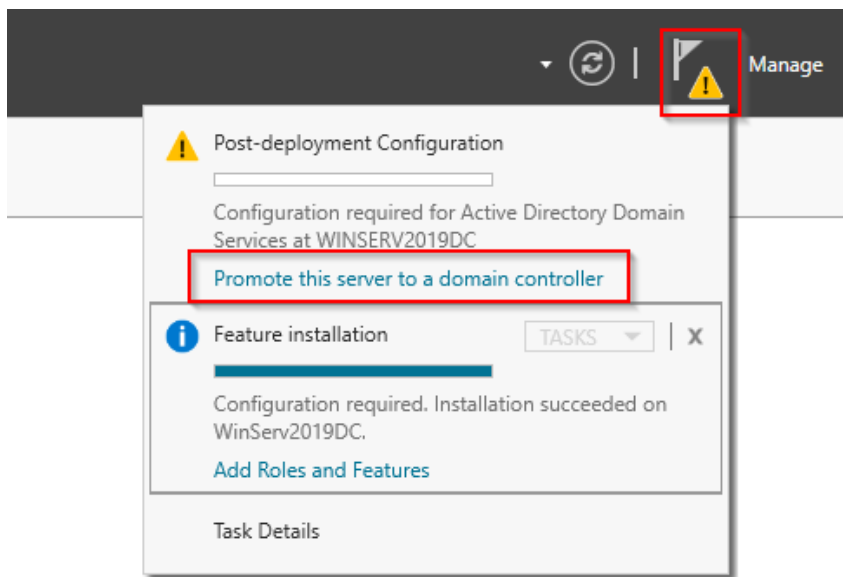 Manage
Post-deployment Configuration
Configuration required for Active Directory Domain
Services at WINSERV2019DC
Promote this server to a domain controller
Feature installation
TASKS
X
Configuration required. Installation succeeded on
WinServ2019DC.
Add Roles and Features
Task Details